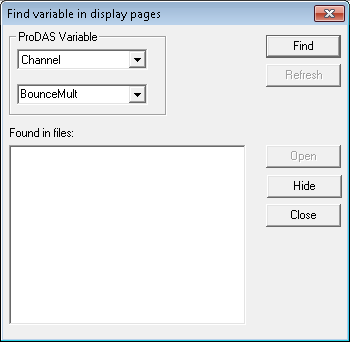 Find variable in display pages
ProDAS Variable
Channel
BounceMult
Find
Refresh
Found in files:
Open
Hide
Close